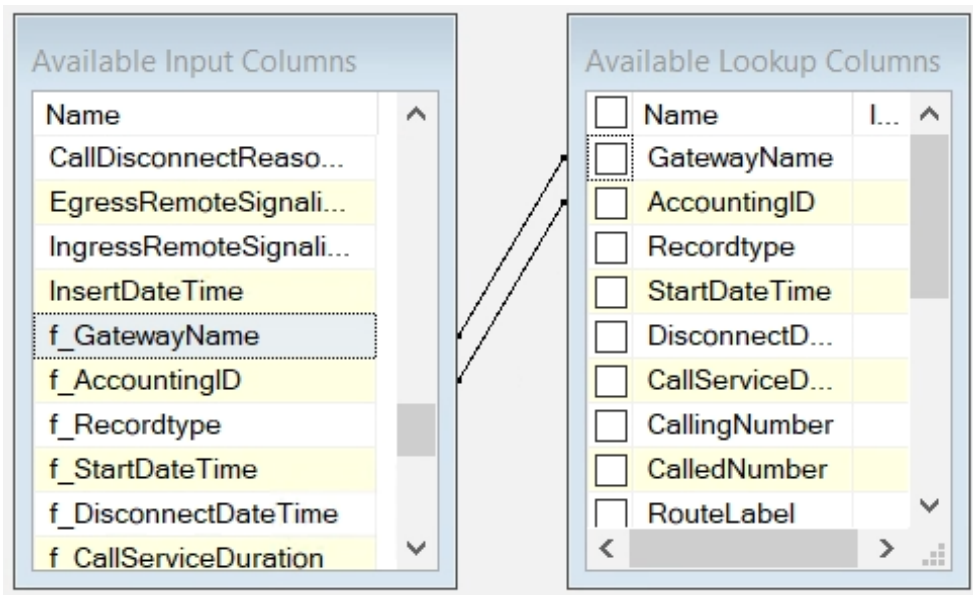 Available Input Columns
Name
CallDisconnectReaso...
EgressRemoteSignali...
IngressRemoteSignali...
InsertDateTime
f_GatewayName
f_AccountingID
f_Recordtype
f_StartDateTime
f_DisconnectDateTime
f_CallServiceDuration
Available Lookup Columns
Name I...
GatewayName
AccountingID
Recordtype
StartDateTime
DisconnectD...
CallServiceD...
CallingNumber
CalledNumber
RouteLabel